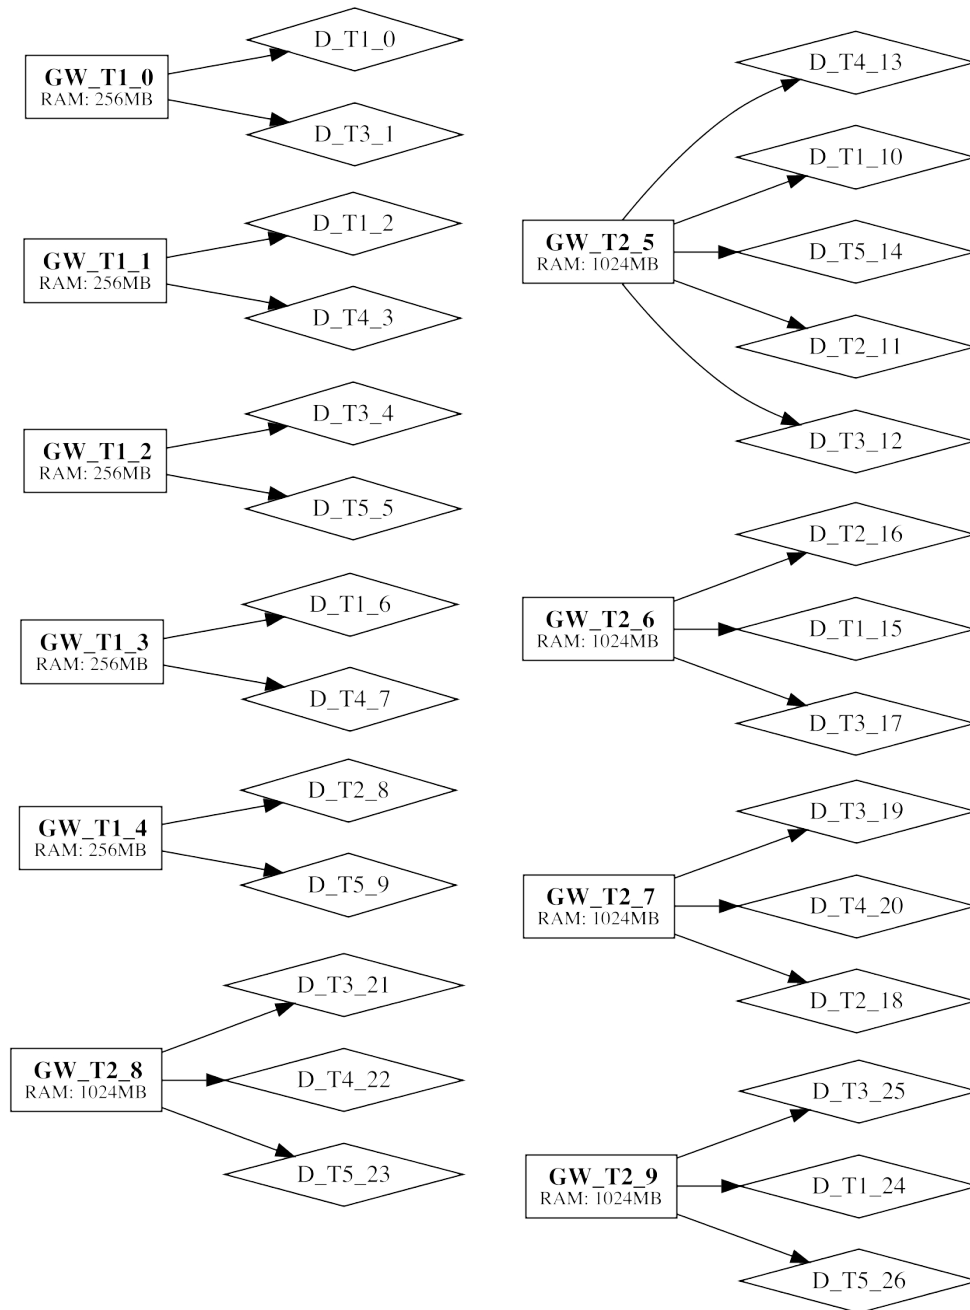 GW_T1_0
RAM: 256MB
D_T1_0
D_T3_1
GW_T1_1
RAM: 256MB
D_T1_2
D_T4_3
GW_T1_2
RAM: 256MB
D_T3_4
D_T5_5
GW_T1_3
RAM: 256MB
D_T1_6
D_T4_7
GW_T1_4
RAM: 256MB
D_T2_8
D_T5_9
GW_T2_8
RAM: 1024MB
D_T3_21
D_T4_22
D_T5_23
GW_T2_5
RAM: 1024MB
D_T4_13
D_T1_10
D_T5_14
D_T2_11
D_T3_12
GW_T2_6
RAM: 1024MB
D_T2_16
D_T1_15
D_T3_17
GW_T2_7
RAM: 1024MB
D_T3_19
D_T4_20
D_T2_18
GW_T2_9
RAM: 1024MB
D_T3_25
D_T1_24
D_T5_26